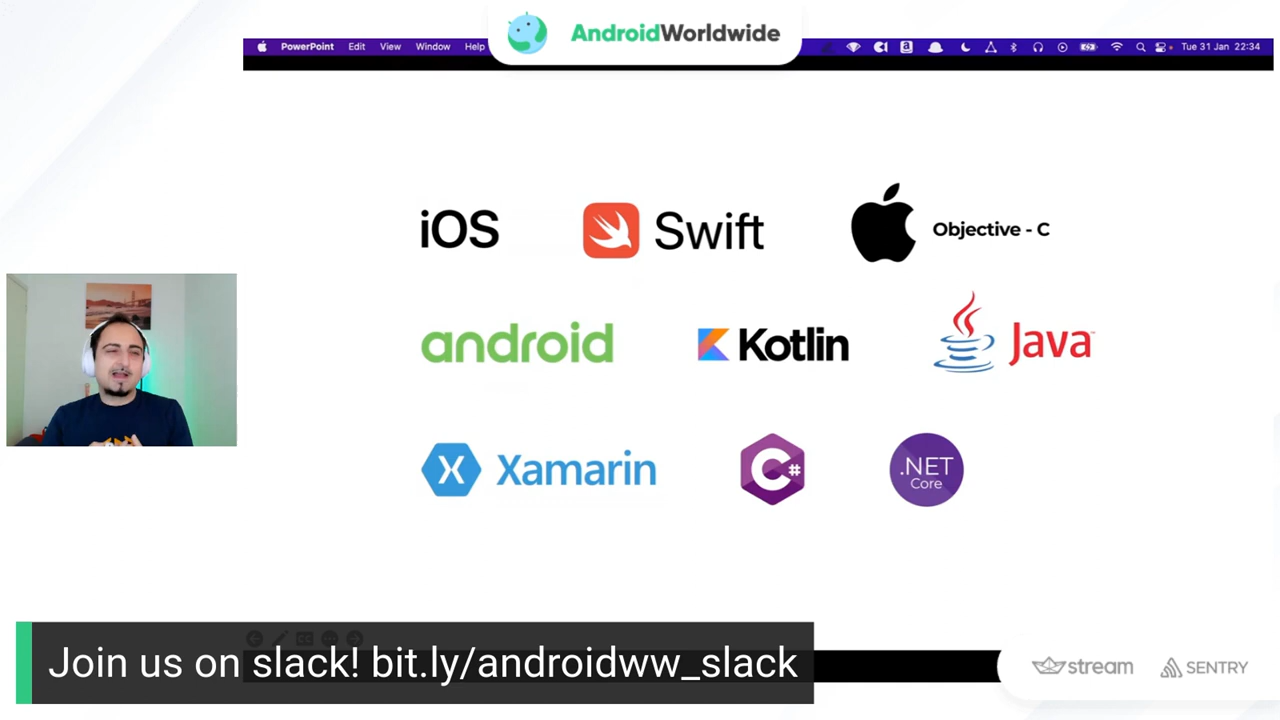 AndroidWorldwide
PowerPoint Edit View Window Help
Tue 31 Jan 22:34
iOS
Swift
Objective - C
android
Kotlin
Java
Xamarin
C#
.NET
Core
Join us on slack! bit.ly/androidww_slack
stream
SENTRY